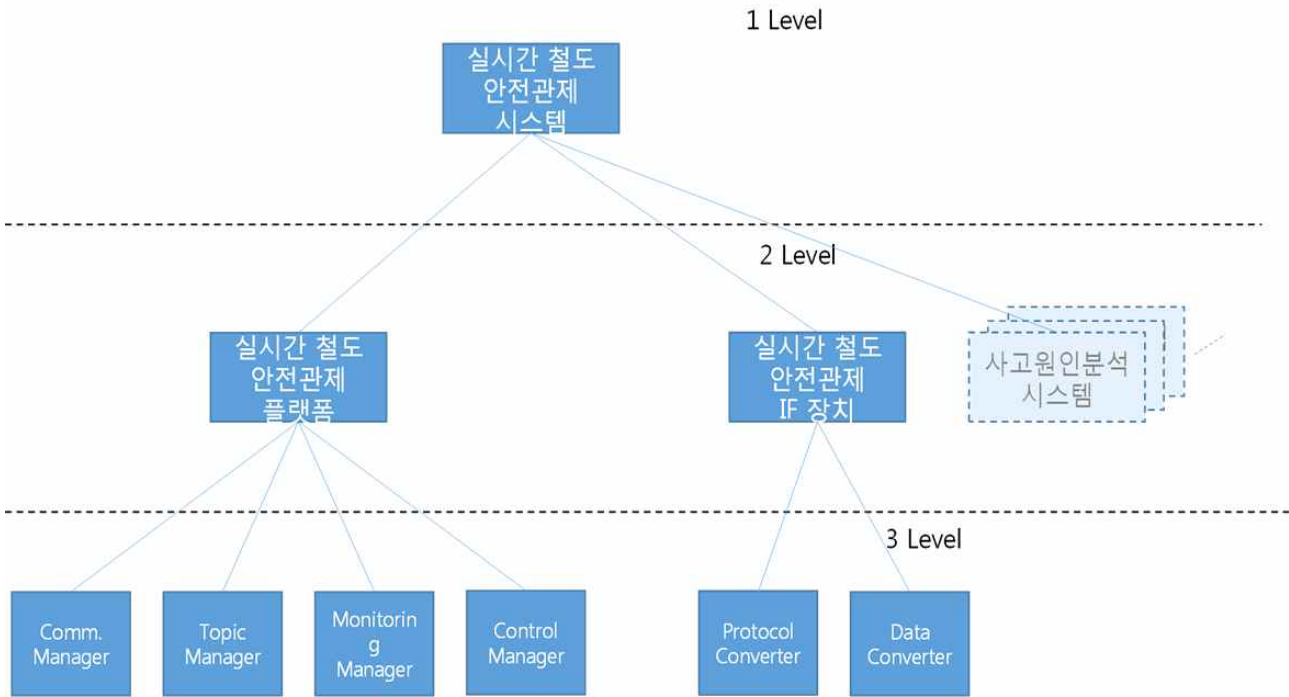 1 Level
실시간 철도
안전관제
시스템
2 Level
실시간 철도
안전관제
플랫폼
실시간 철도
안전관제
IF 장치
사고원인분석
시스템
3 Level
Comm.
Manager
Topic
Manager
Monitorin
g
Manager
Control
Manager
Protocol
Converter
Data
Converter